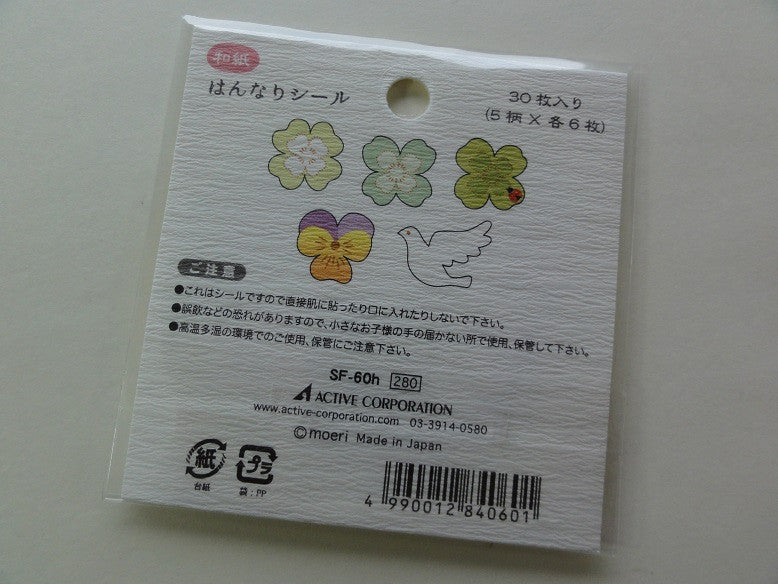 和紙
はんなりシール
30枚入り
(5柄×各6枚)
ご注意
●これはシールですので直接肌に貼ったり口に入れたりしないで下さい。
●誤飲などの恐れがありますので、小さなお子様の手の届かない所で使用、保管して下さい。
●高温多湿の環境でのご使用、保管にご注意下さい。
SF-60h 280
ACTIVE CORPORATION
www.active-corporation.com 03-3914-0580
©moeri Made in Japan
紙 プラ
台紙 袋:PP
4 990012 840601